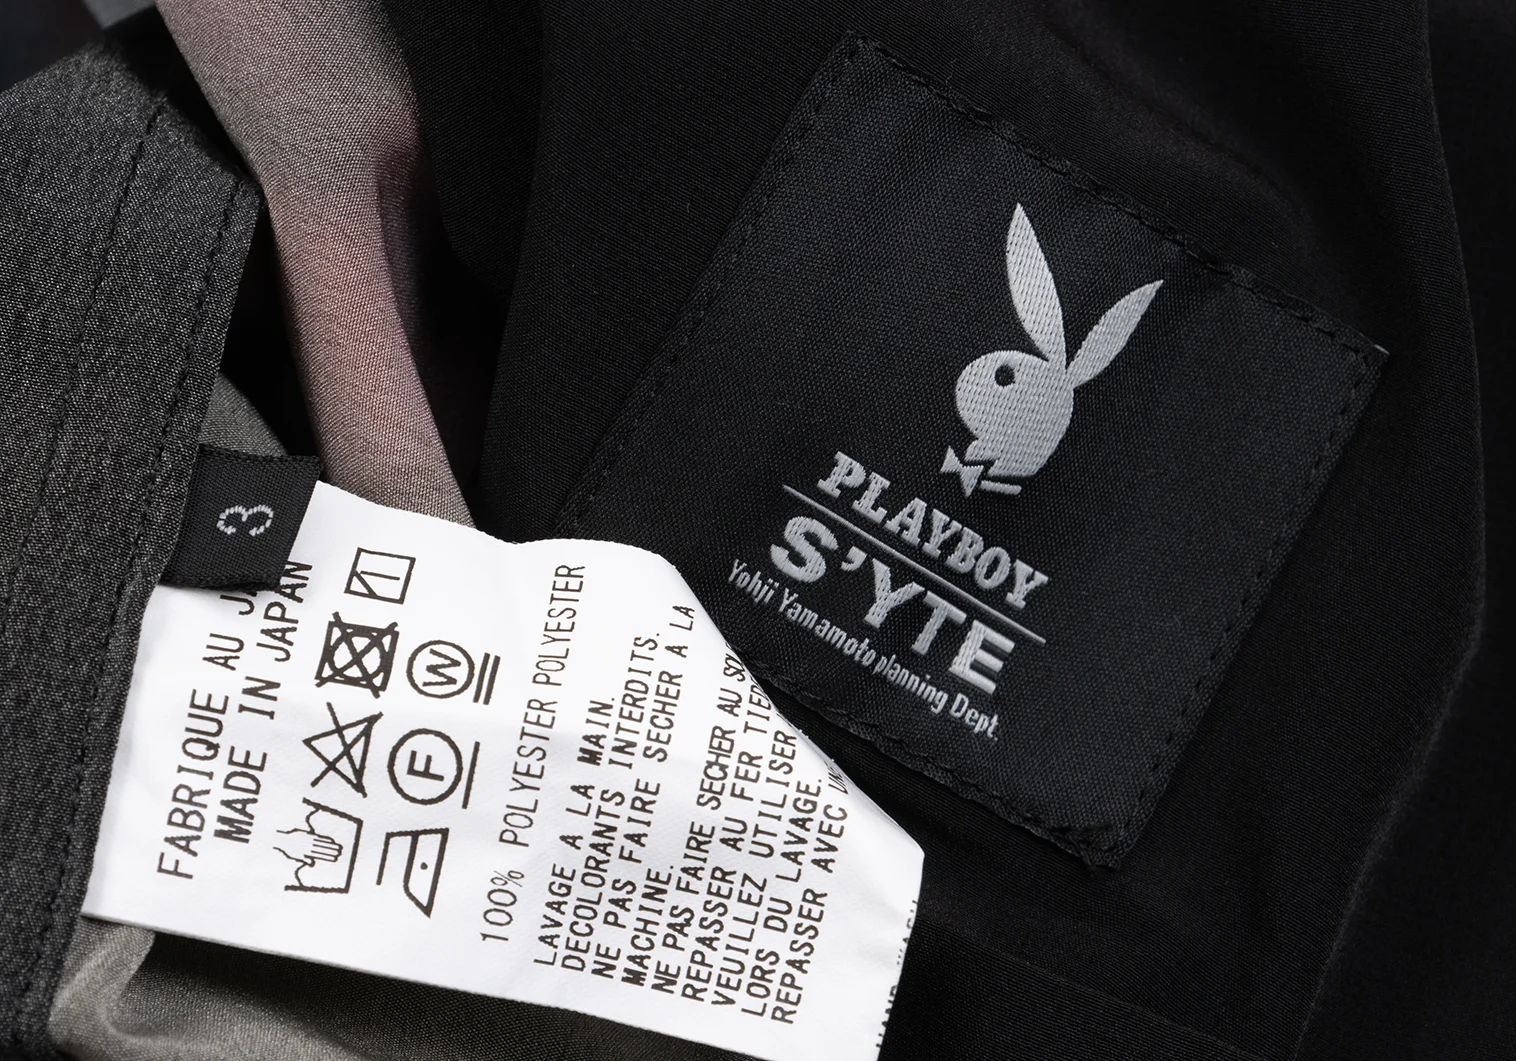 PLAYBOY
S'YTE
Yohji Yamamoto planning Dept.
3
FABRIQUE AU
MADE IN JAPAN
W
F
100% POLYESTER POLYESTER
LAVAGE A LA MAIN.
DECOLORANTS INTERDITS.
NE PAS FAIRE SECHER A LA
MACHINE.
NE PAS FAIRE SECHER AU
REPASSER AU FER
VEUILLEZ UTILISER
LORS DU LAVAGE.
REPASSER AVEC